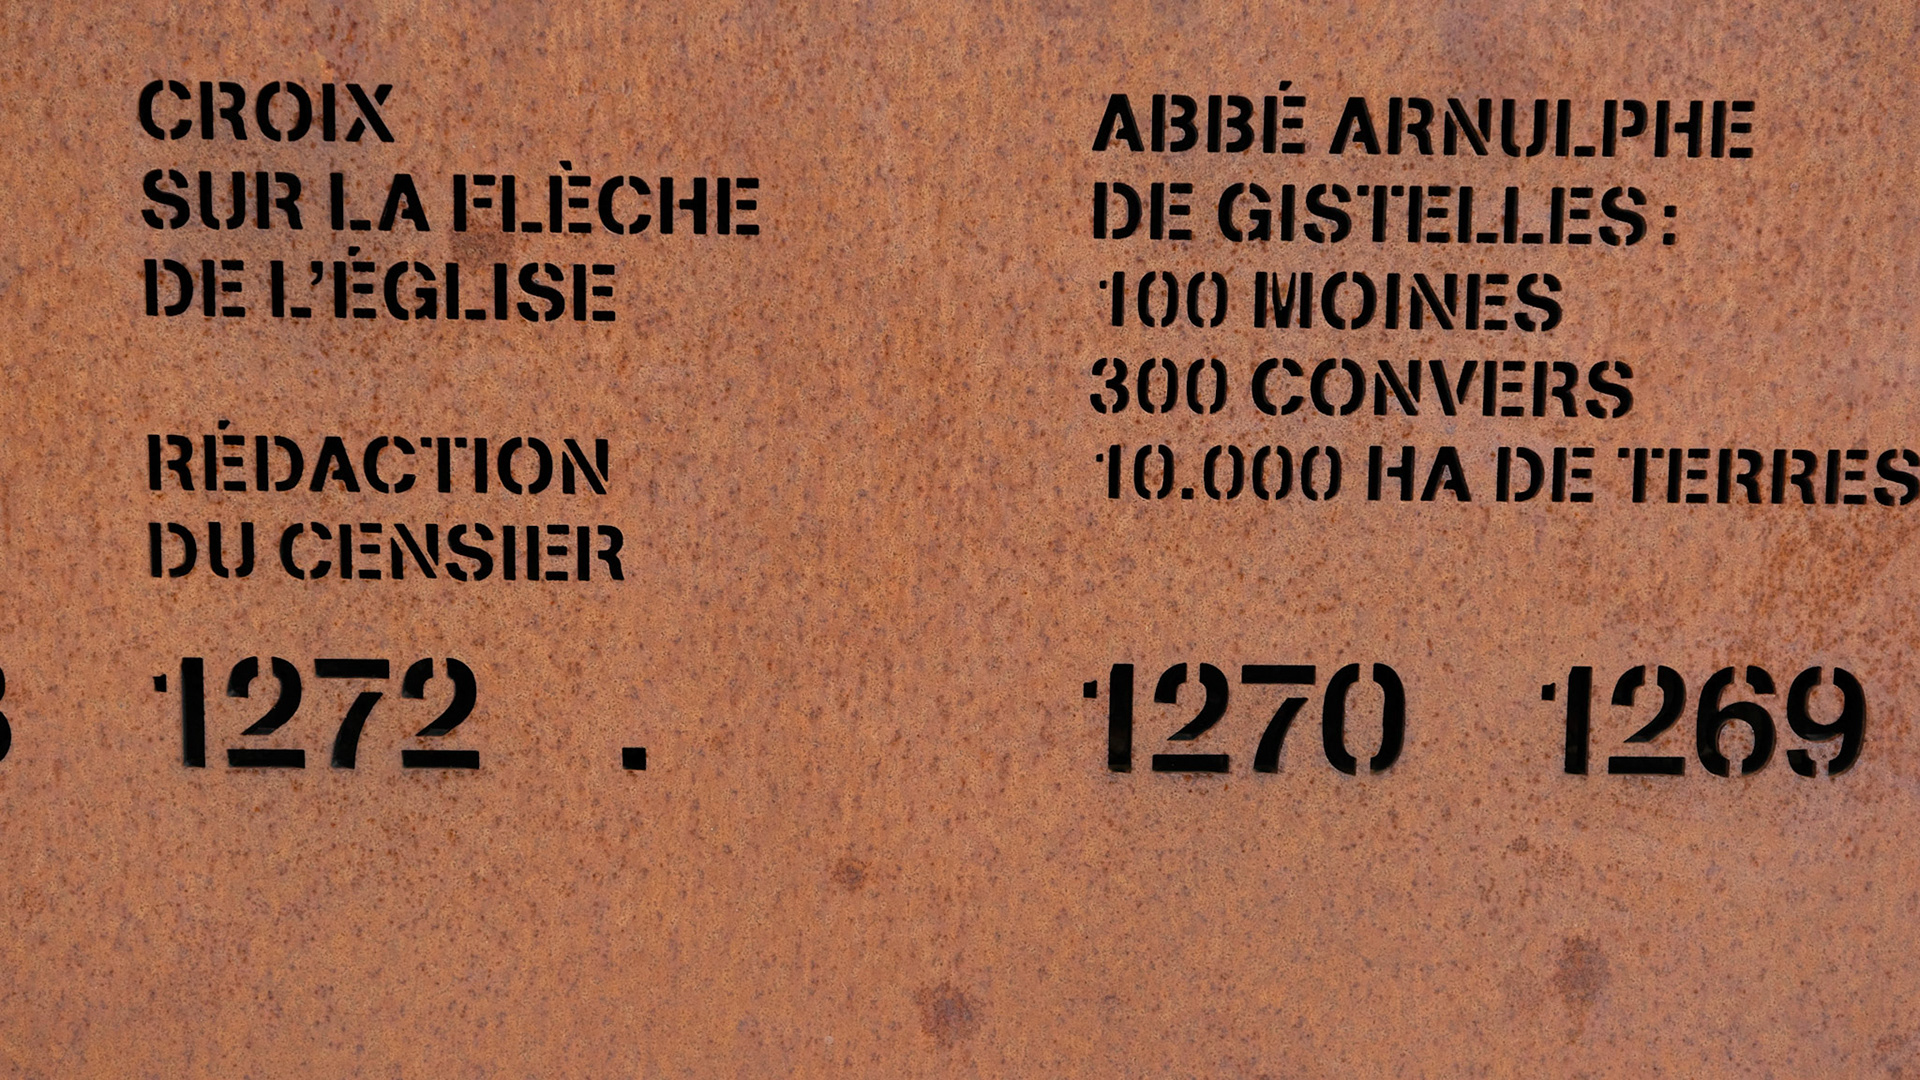 CROIX
SUR LA FLÈCHE
DE L'ÉGLISE
RÉDACTION
DU CENSIER
1272 .
ABBÉ ARNULPHE
DE GISTELLES:
100 MOINES
300 CONVERS
10.000 HA DE TERRES
1270 1269